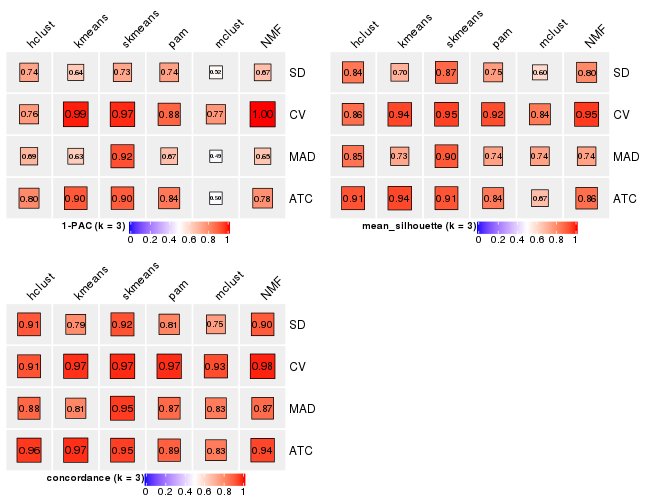 hclust kmeans skmeans pam mclust NMF
0.74 0.64 0.73 0.74 0.52 0.67 SD
0.76 0.99 0.97 0.88 0.77 1.00 CV
0.69 0.63 0.92 0.67 0.49 0.65 MAD
0.80 0.90 0.90 0.84 0.50 0.78 ATC
1-PAC (k = 3)
0 0.2 0.4 0.6 0.8 1
hclust kmeans skmeans pam mclust NMF
0.84 0.70 0.87 0.75 0.60 0.80 SD
0.86 0.94 0.95 0.92 0.84 0.95 CV
0.85 0.73 0.90 0.74 0.74 0.74 MAD
0.91 0.94 0.91 0.84 0.67 0.86 ATC
mean_silhouette (k = 3)
0 0.2 0.4 0.6 0.8 1
hclust kmeans skmeans pam mclust NMF
0.91 0.79 0.92 0.81 0.75 0.90 SD
0.91 0.97 0.97 0.97 0.93 0.98 CV
0.88 0.81 0.95 0.87 0.83 0.87 MAD
0.96 0.97 0.95 0.89 0.83 0.94 ATC
concordance (k = 3)
0 0.2 0.4 0.6 0.8 1